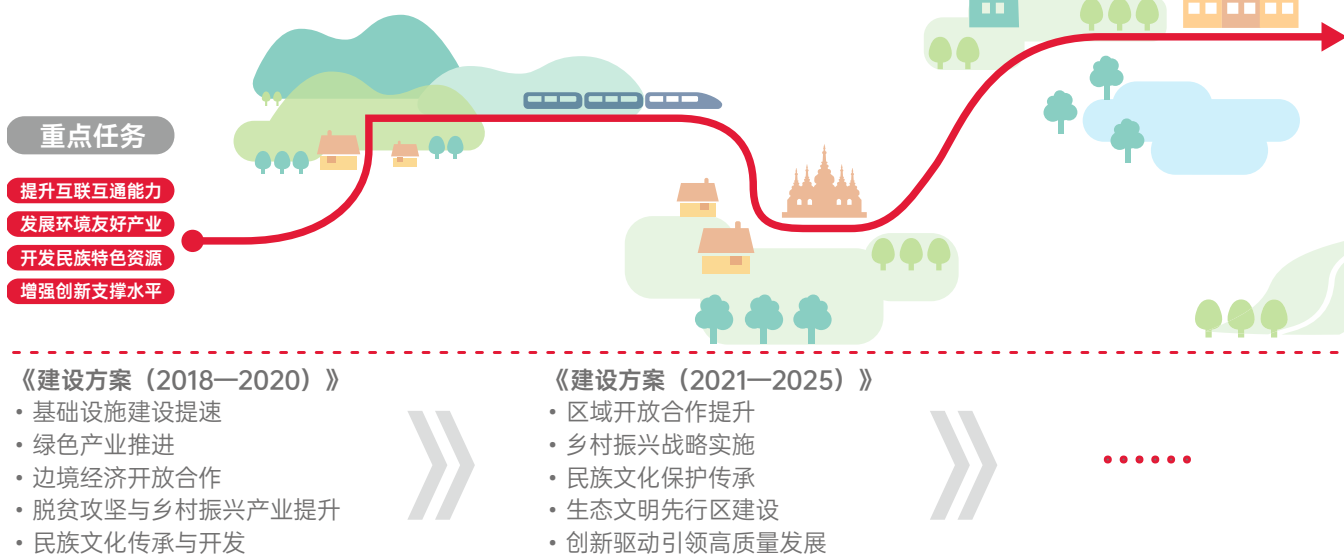 重点任务
提升互联互通能力
发展环境友好产业
开发民族特色资源
增强创新支撑水平
《建设方案（2018—2020）》
• 基础设施建设提速
• 绿色产业推进
• 边境经济开放合作
• 脱贫攻坚与乡村振兴产业提升
• 民族文化传承与开发
《建设方案（2021—2025）》
• 区域开放合作提升
• 乡村振兴战略实施
• 民族文化保护传承
• 生态文明先行区建设
• 创新驱动引领高质量发展
······